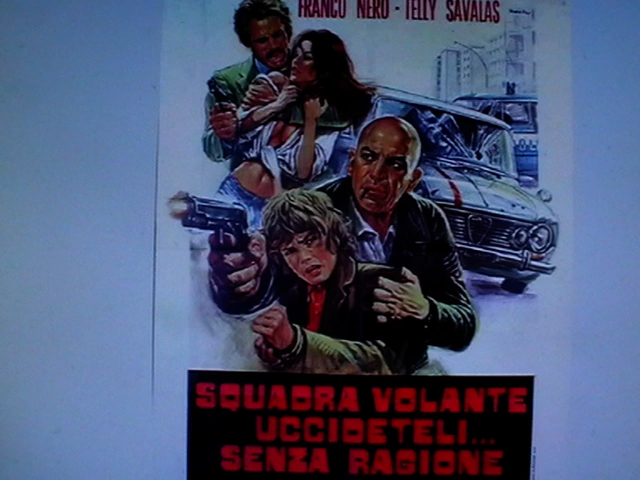 FRANCO NERO - TELLY SAVALAS
SQUADRA VOLANTE
UCCIDETELI...
SENZA RAGIONE